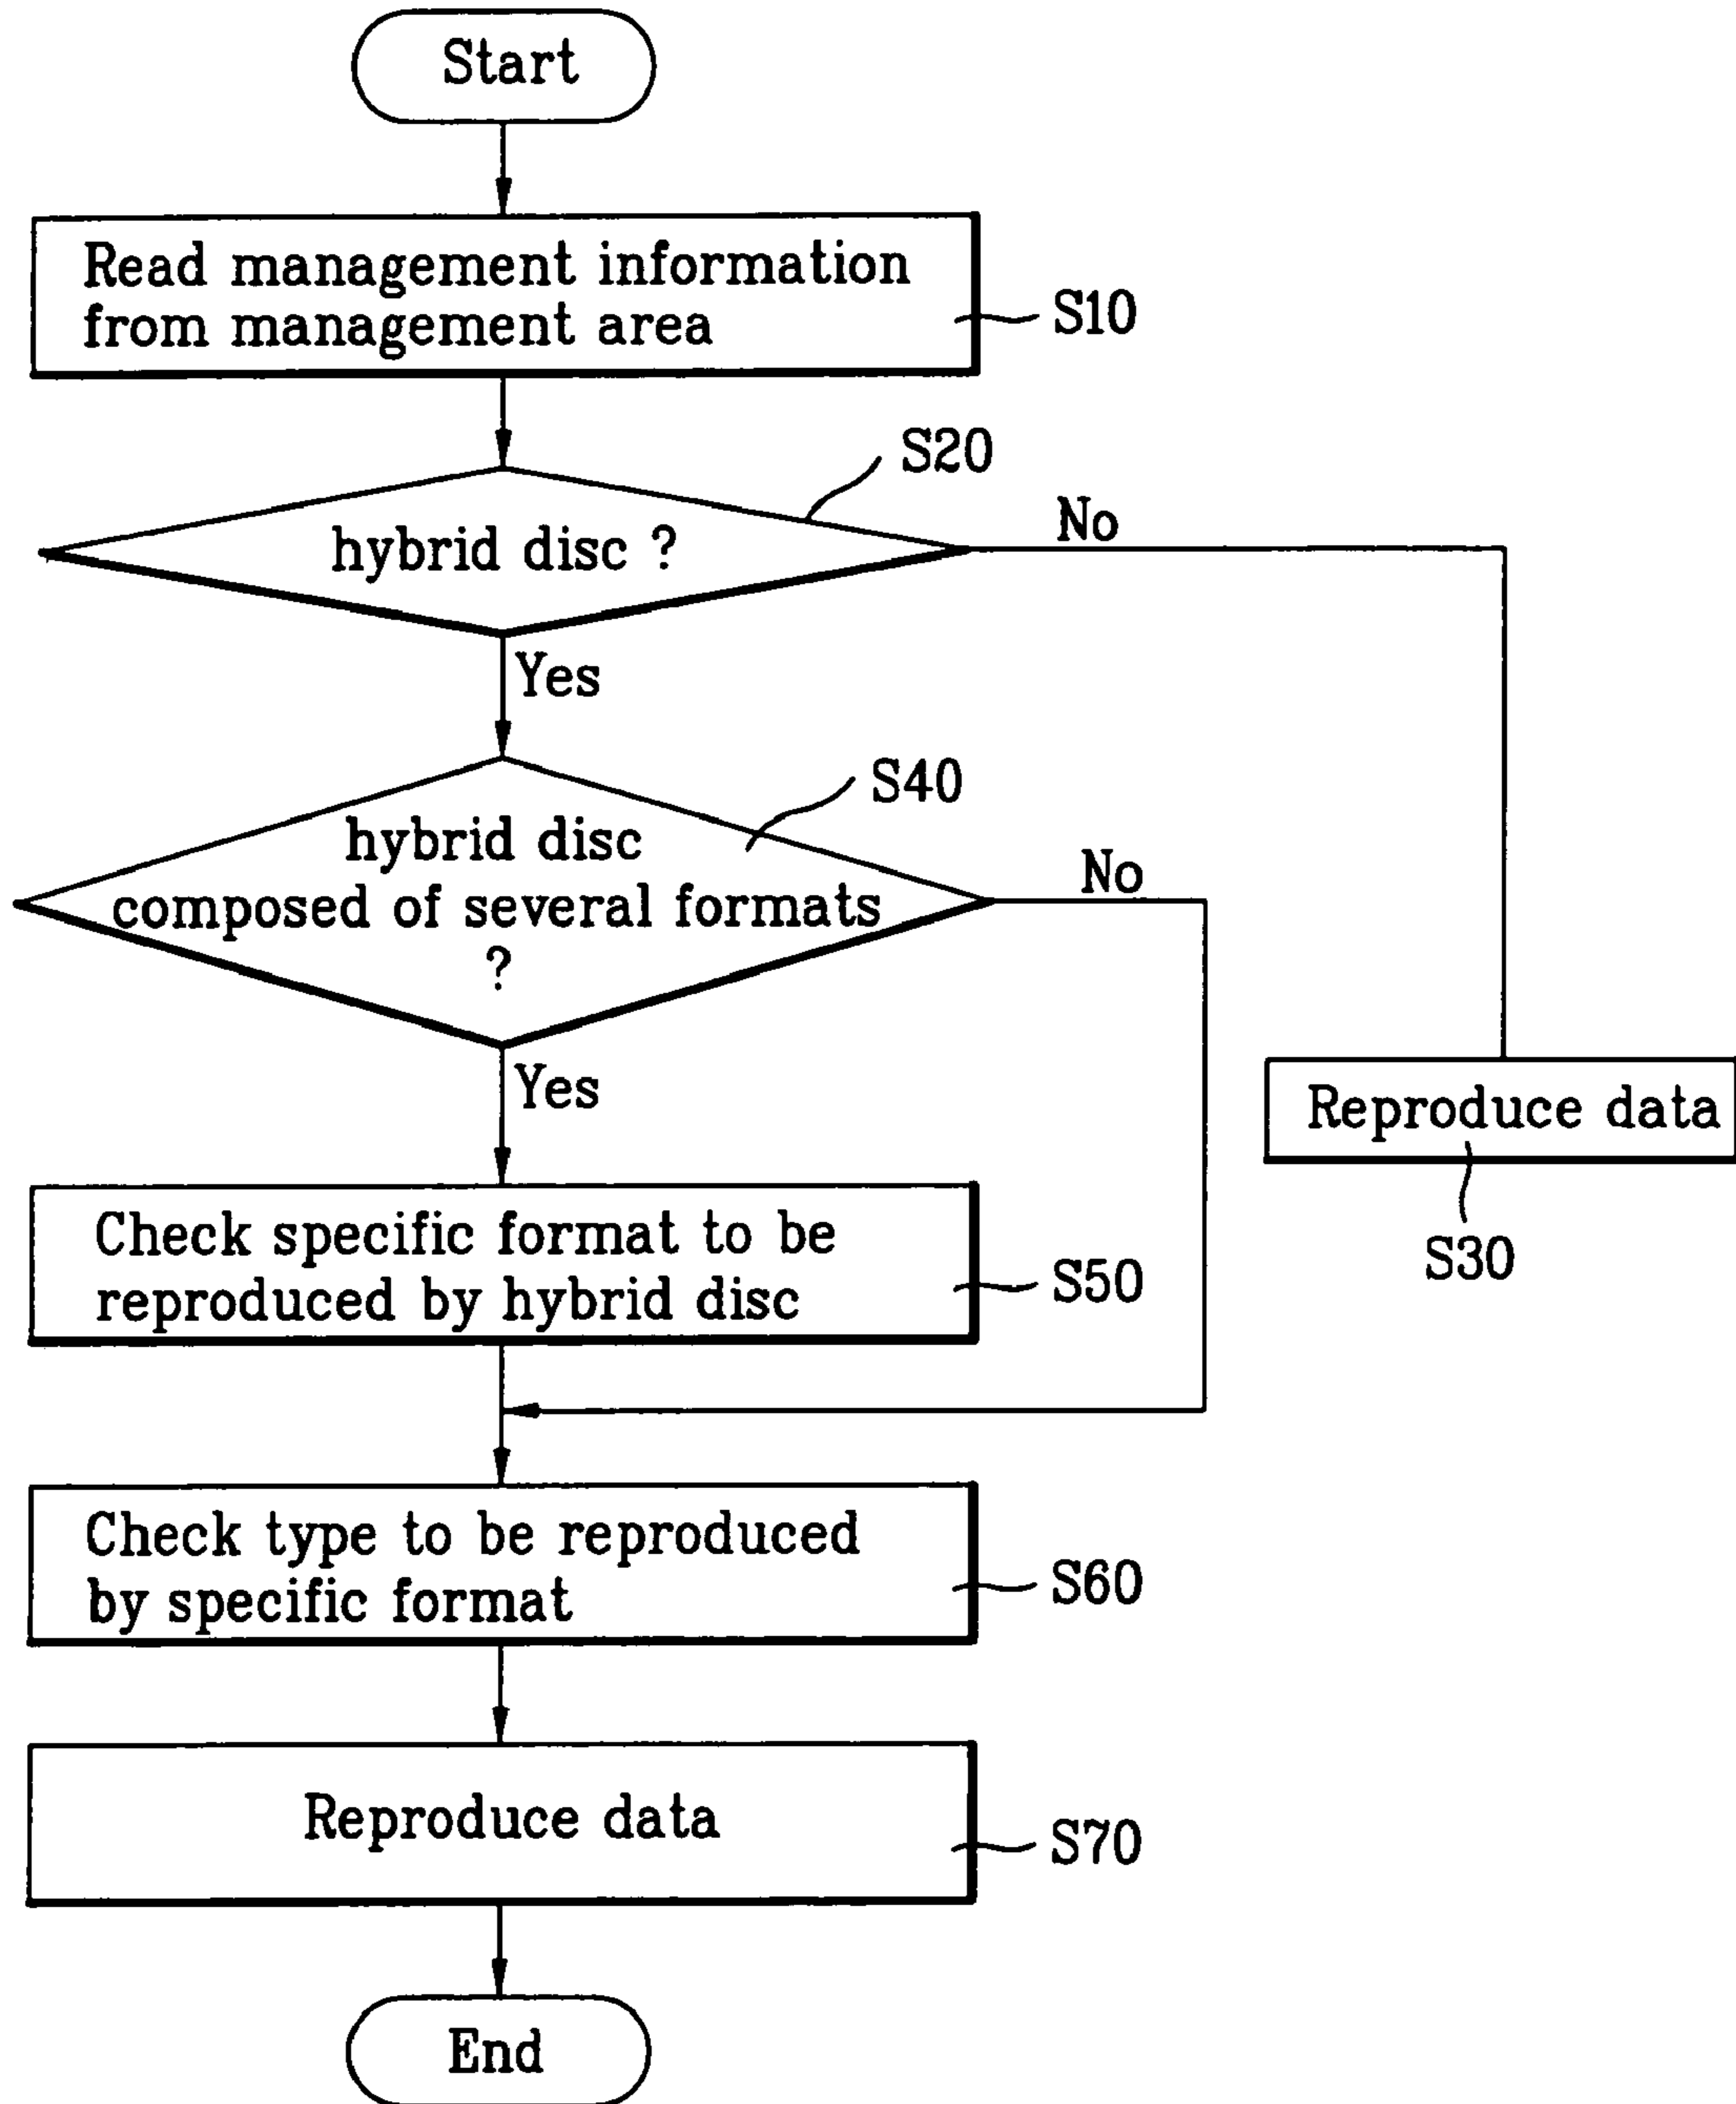 Start
Read management information
from management area
S10
S20
hybrid disc ?
No
Yes
S40
hybrid disc
composed of several formats
?
No
Yes
Reproduce data
S30
Check specific format to be
reproduced by hybrid disc
S50
Check type to be reproduced
by specific format
S60
Reproduce data
S70
End